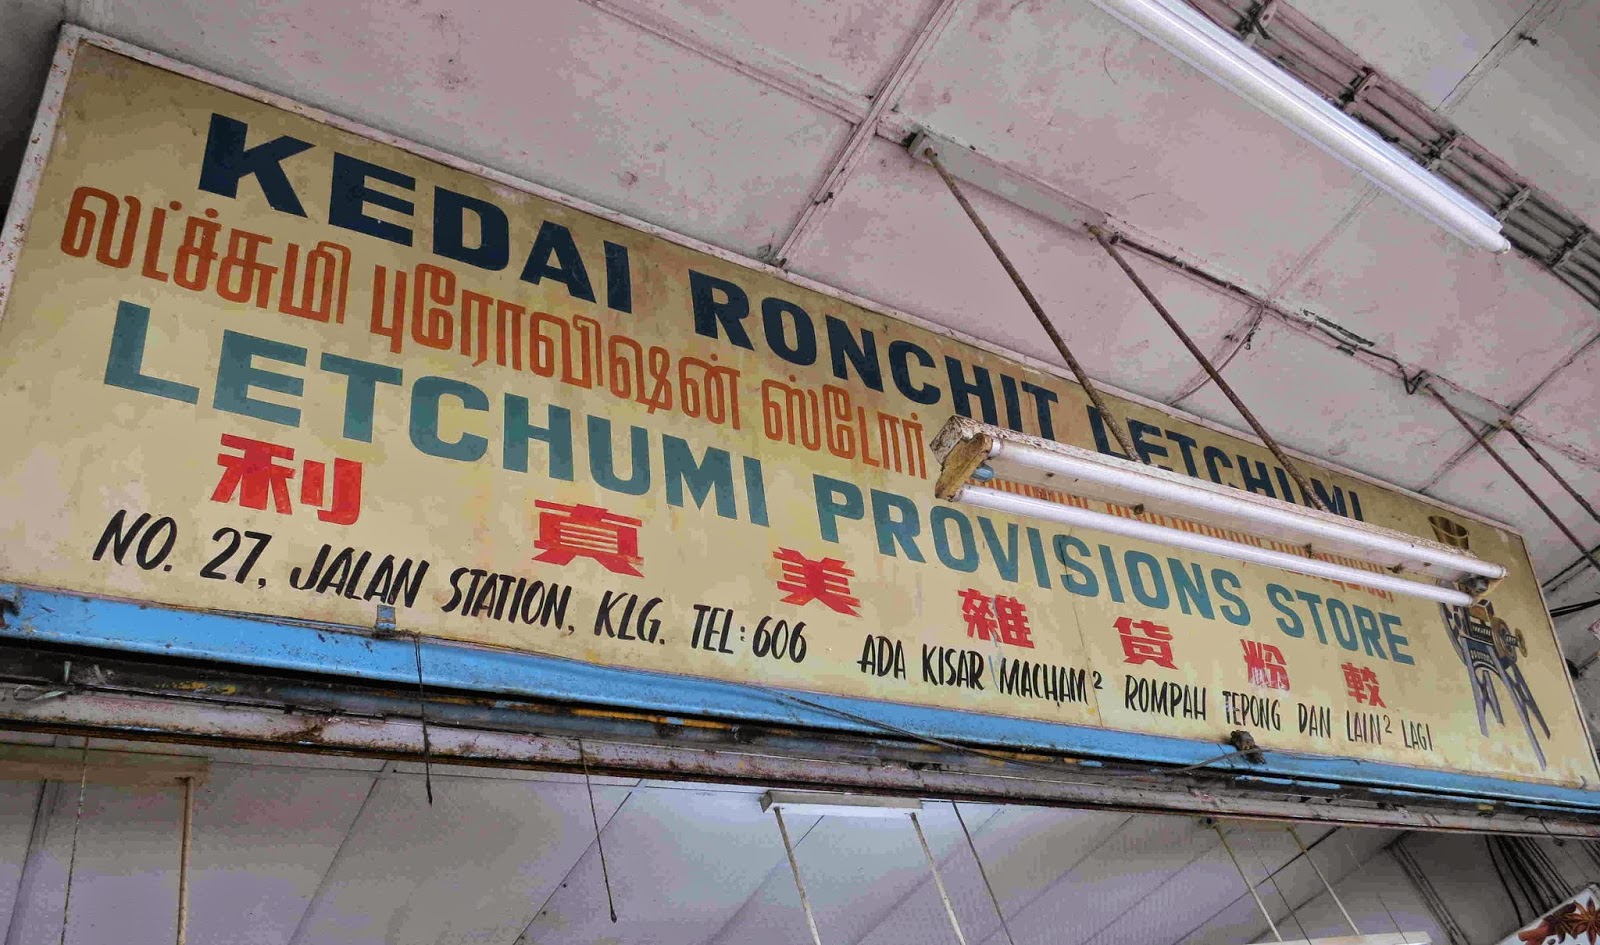 KEDAI RONCHIT LETCHUMI
லட்ச்சுமி புரோவிஷன் ஸ்டோர்
LETCHUMI PROVISIONS STORE
利真美雜貨粉較
NO. 27, JALAN STATION, KLG. TEL: 606 ADA KISAR MACHAM² ROMPAH TEPONG DAN LAIN² LAGI